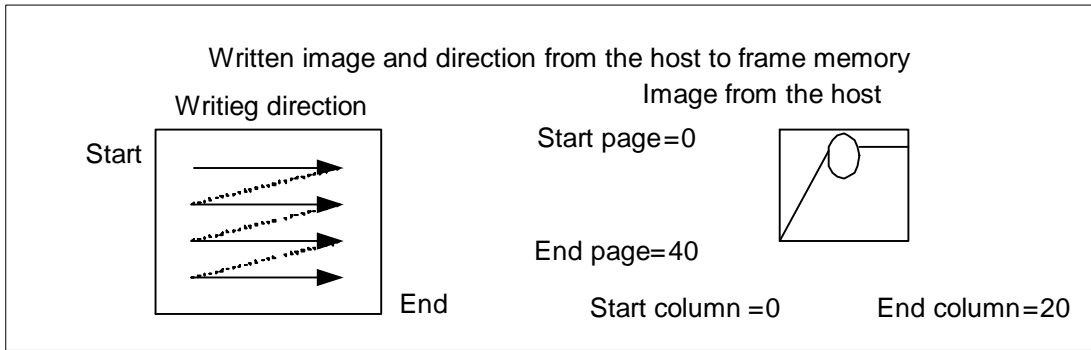 Written image and direction from the host to frame memory
Writieg direction
Image from the host
Start
Start page=0
End page=40
End
Start column =0
End column=20